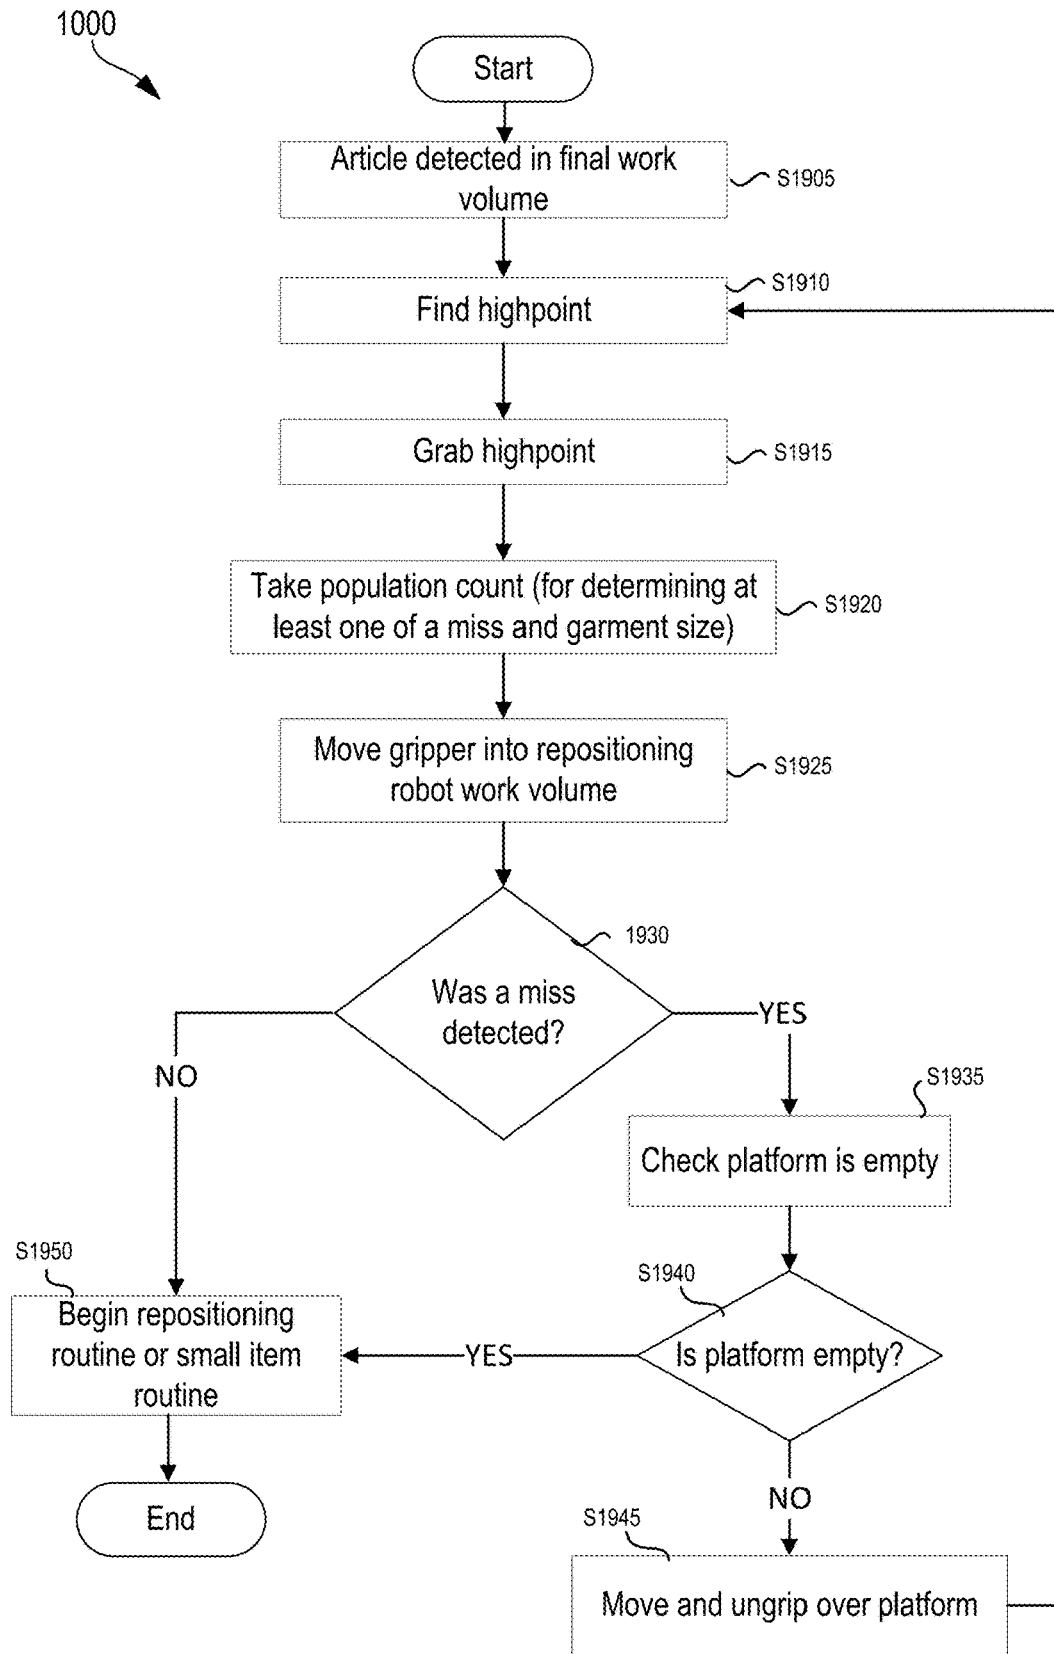 1000
Start
Article detected in final work
volume
S1905
S1910
Find highpoint
Grab highpoint
S1915
Take population count (for determining at
least one of a miss and garment size)
S1920
Move gripper into repositioning
robot work volume
S1925
1930
Was a miss
detected?
YES
NO
S1935
Check platform is empty
S1950
Begin repositioning
routine or small item
routine
S1940
Is platform empty?
YES
End
NO
S1945
Move and ungrip over platform